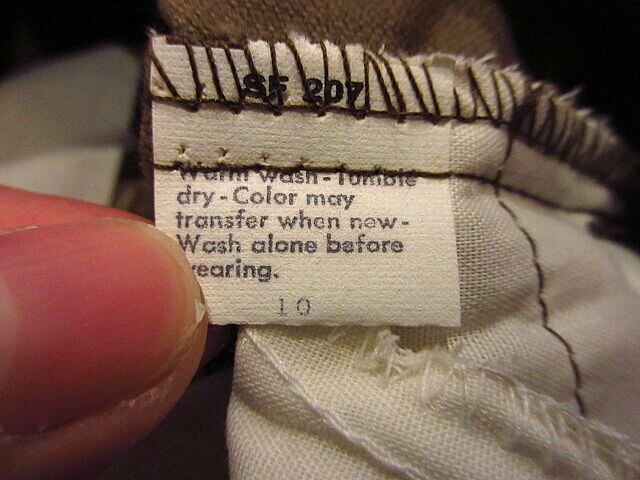 SF 207
Warm wash-Tumble
dry-Color may
transfer when new-
Wash alone before
wearing.
10